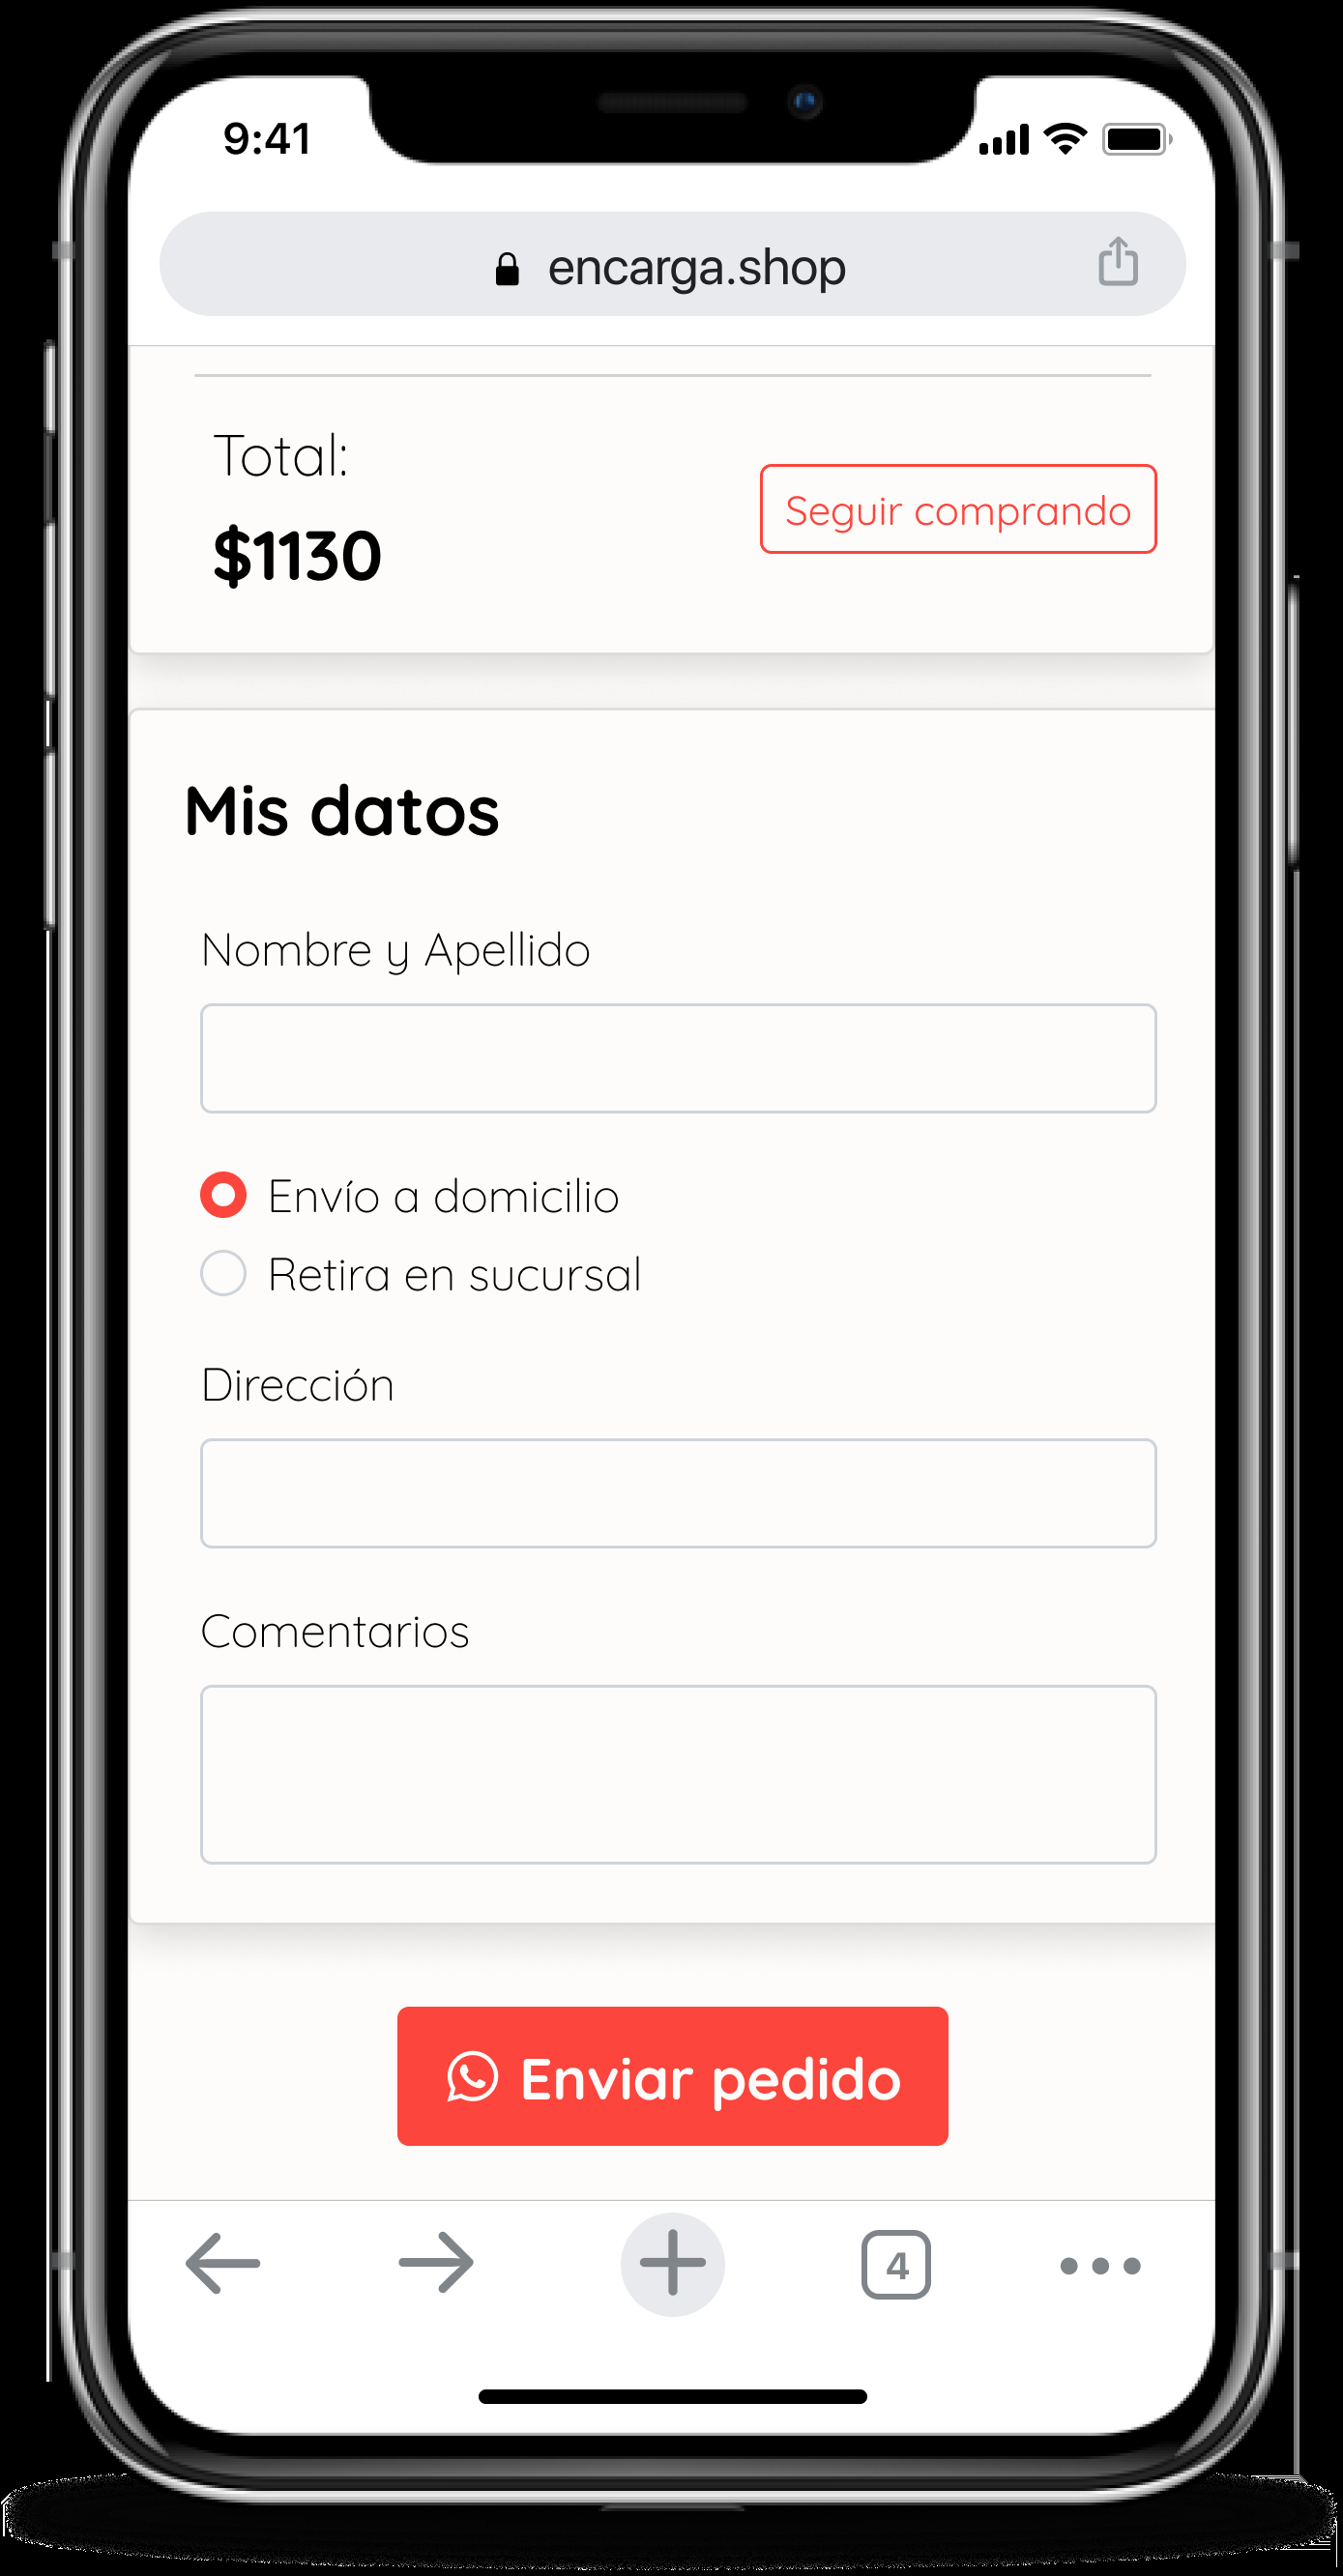 9:41
encarga.shop
Total:
$1130
Seguir comprando
Mis datos
Nombre y Apellido
Envío a domicilio
Retira en sucursal
Dirección
Comentarios
Enviar pedido
4